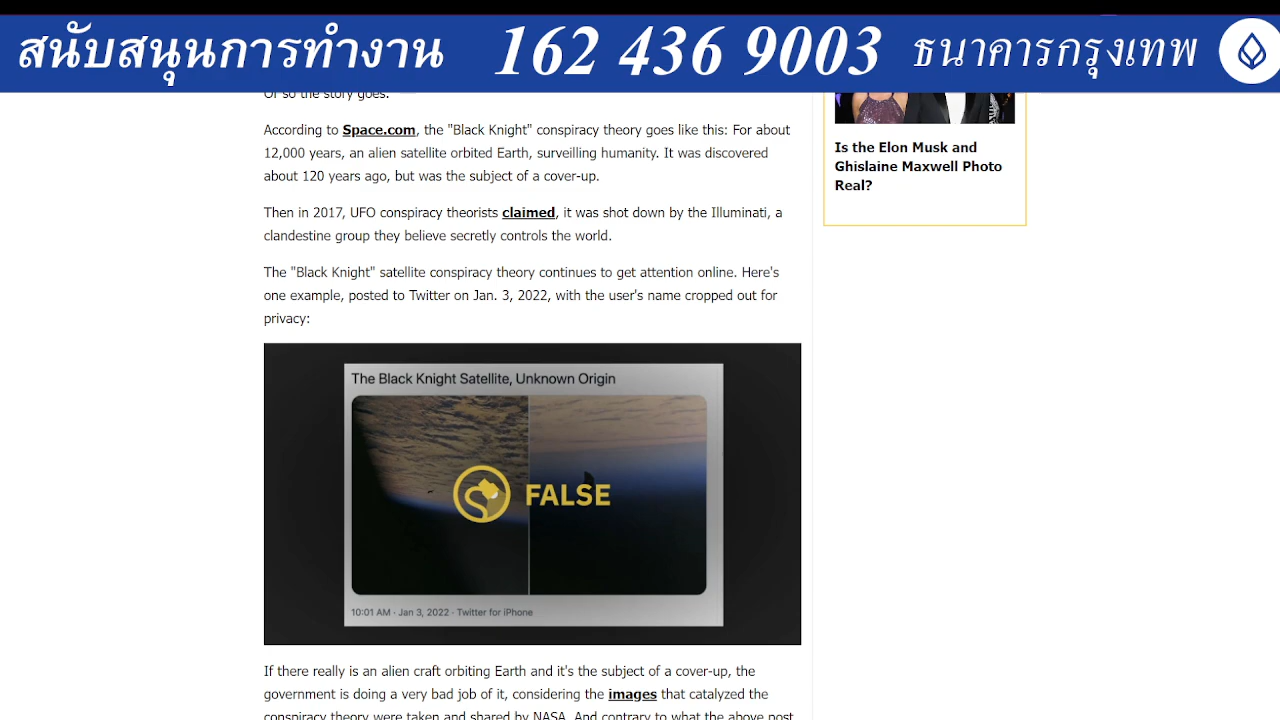 สนับสนุนการทำงาน 162 436 9003 ธนาคารกรุงเทพ
Or so the story goes.
According to Space.com, the "Black Knight" conspiracy theory goes like this: For about
12,000 years, an alien satellite orbited Earth, surveilling humanity. It was discovered
about 120 years ago, but was the subject of a cover-up.
Then in 2017, UFO conspiracy theorists claimed, it was shot down by the Illuminati, a
clandestine group they believe secretly controls the world.
The "Black Knight" satellite conspiracy theory continues to get attention online. Here's
one example, posted to Twitter on Jan. 3, 2022, with the user's name cropped out for
privacy:
The Black Knight Satellite, Unknown Origin
FALSE
10:01 AM · Jan 3, 2022 · Twitter for iPhone
If there really is an alien craft orbiting Earth and it's the subject of a cover-up, the
government is doing a very bad job of it, considering the images that catalyzed the
conspiracy theory were taken and shared by NASA. And contrary to what the above post
Is the Elon Musk and
Ghislaine Maxwell Photo
Real?